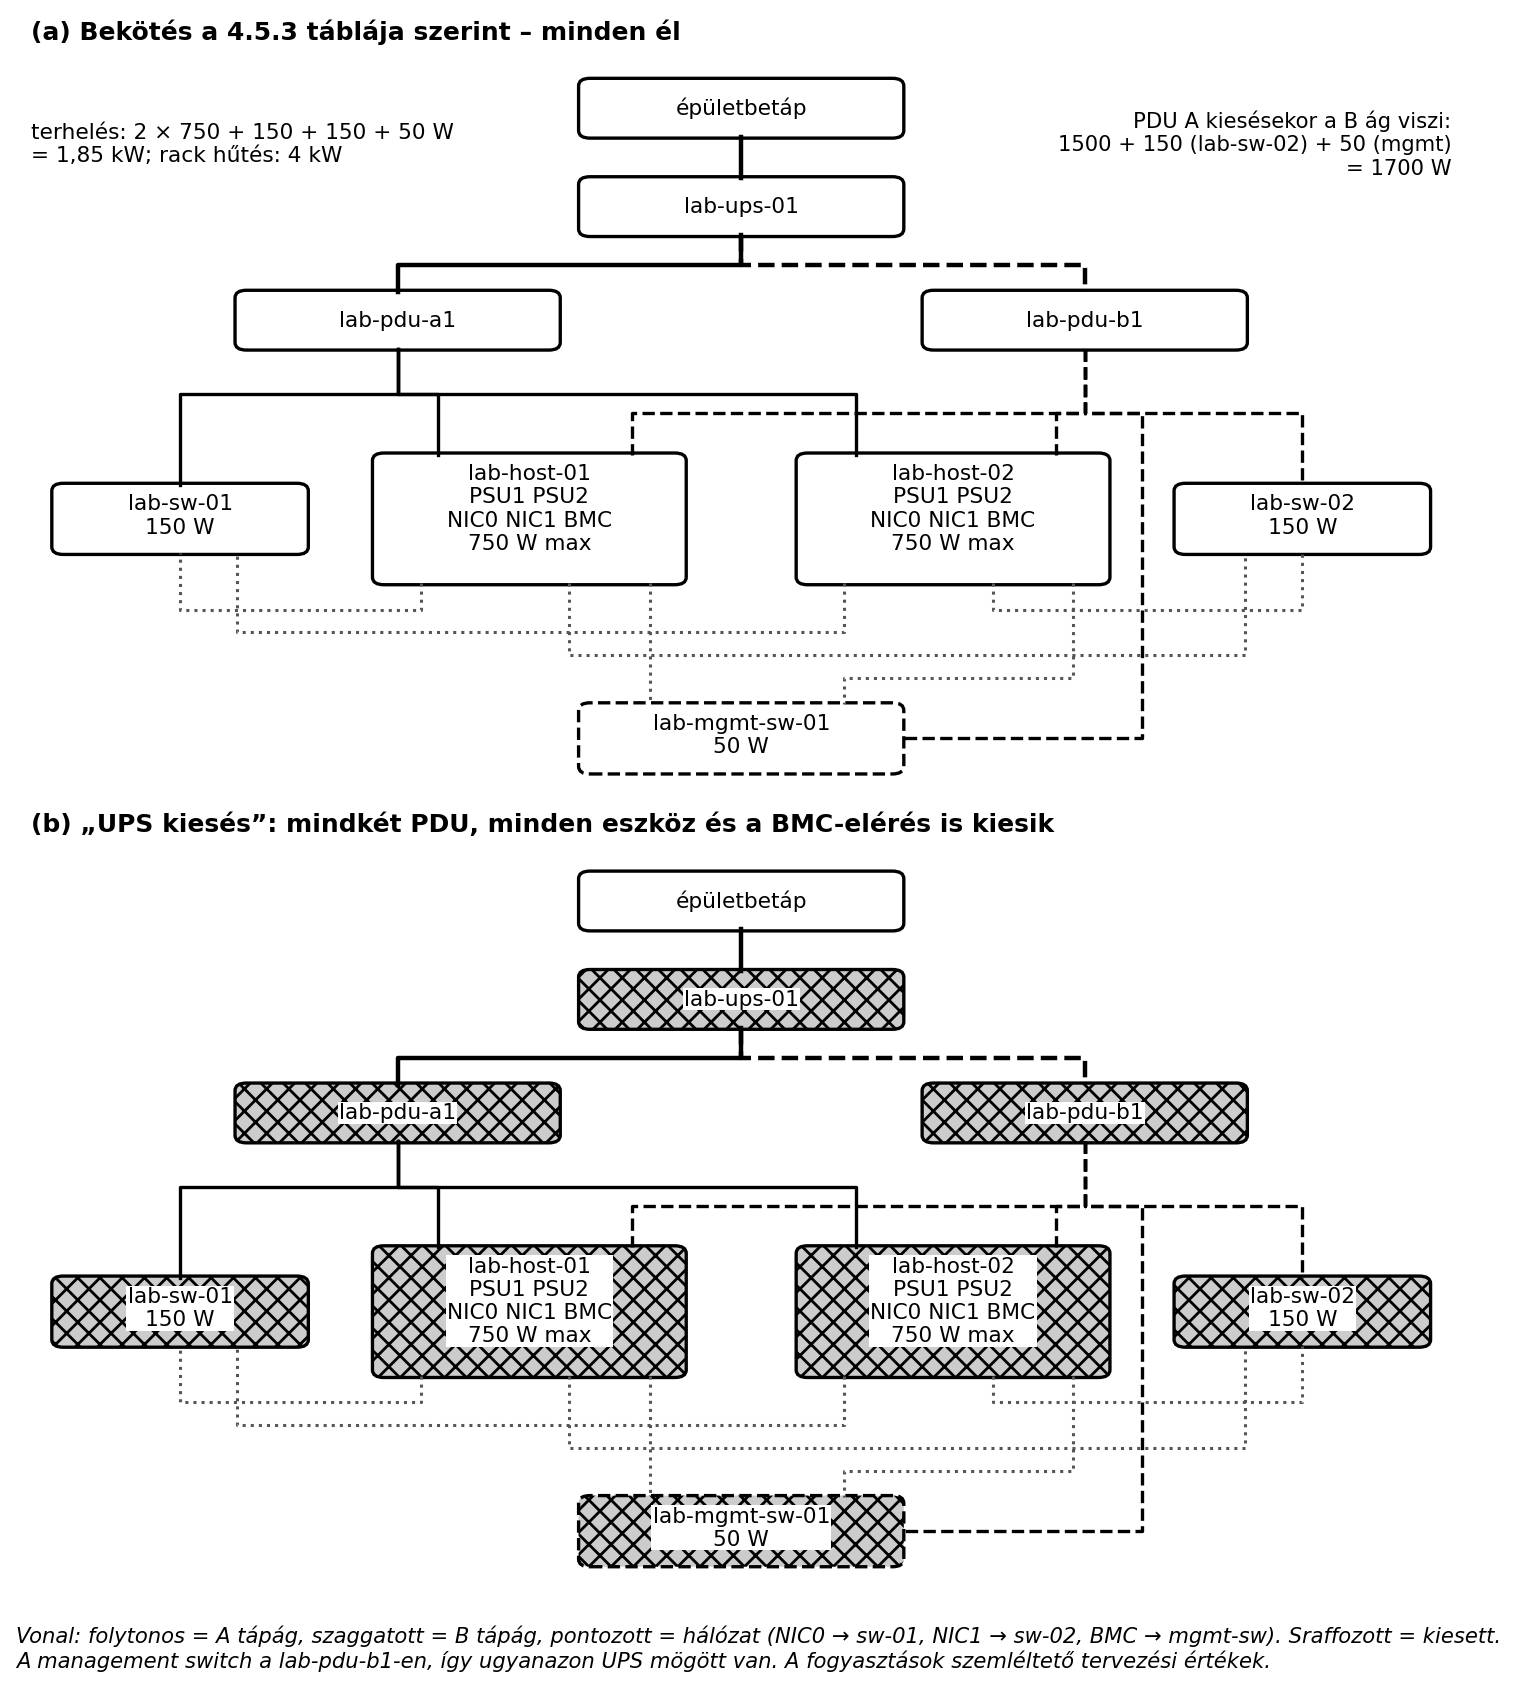 (a) Bekötés a 4.5.3 táblája szerint – minden él
épületbetáp
terhelés: 2 × 750 + 150 + 150 + 50 W
= 1,85 kW; rack hűtés: 4 kW
PDU A kiesésekor a B ág viszi:
1500 + 150 (lab-sw-02) + 50 (mgmt)
= 1700 W
lab-ups-01
lab-pdu-a1
lab-pdu-b1
lab-sw-01
150 W
lab-host-01
PSU1 PSU2
NIC0 NIC1 BMC
750 W max
lab-host-02
PSU1 PSU2
NIC0 NIC1 BMC
750 W max
lab-sw-02
150 W
lab-mgmt-sw-01
50 W
(b) „UPS kiesés”: mindkét PDU, minden eszköz és a BMC-elérés is kiesik
épületbetáp
lab-ups-01
lab-pdu-a1
lab-pdu-b1
lab-sw-01
150 W
lab-host-01
PSU1 PSU2
NIC0 NIC1 BMC
750 W max
lab-host-02
PSU1 PSU2
NIC0 NIC1 BMC
750 W max
lab-sw-02
150 W
lab-mgmt-sw-01
50 W
Vonal: folytonos = A tápág, szaggatott = B tápág, pontozott = hálózat (NIC0 → sw-01, NIC1 → sw-02, BMC → mgmt-sw). Sraffozott = kiesett.
A management switch a lab-pdu-b1-en, így ugyanazon UPS mögött van. A fogyasztások szemléltető tervezési értékek.